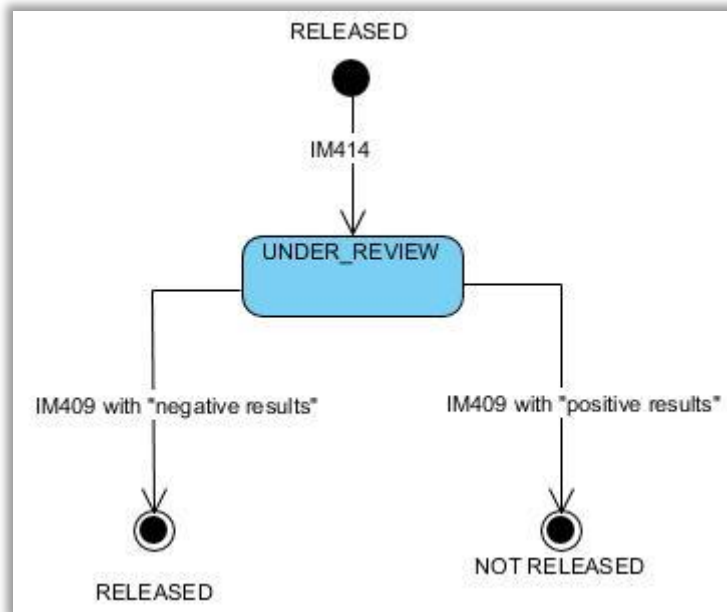 RELEASED
IM414
UNDER_REVIEW
IM409 with "negative results"
IM409 with "positive results"
RELEASED
NOT RELEASED